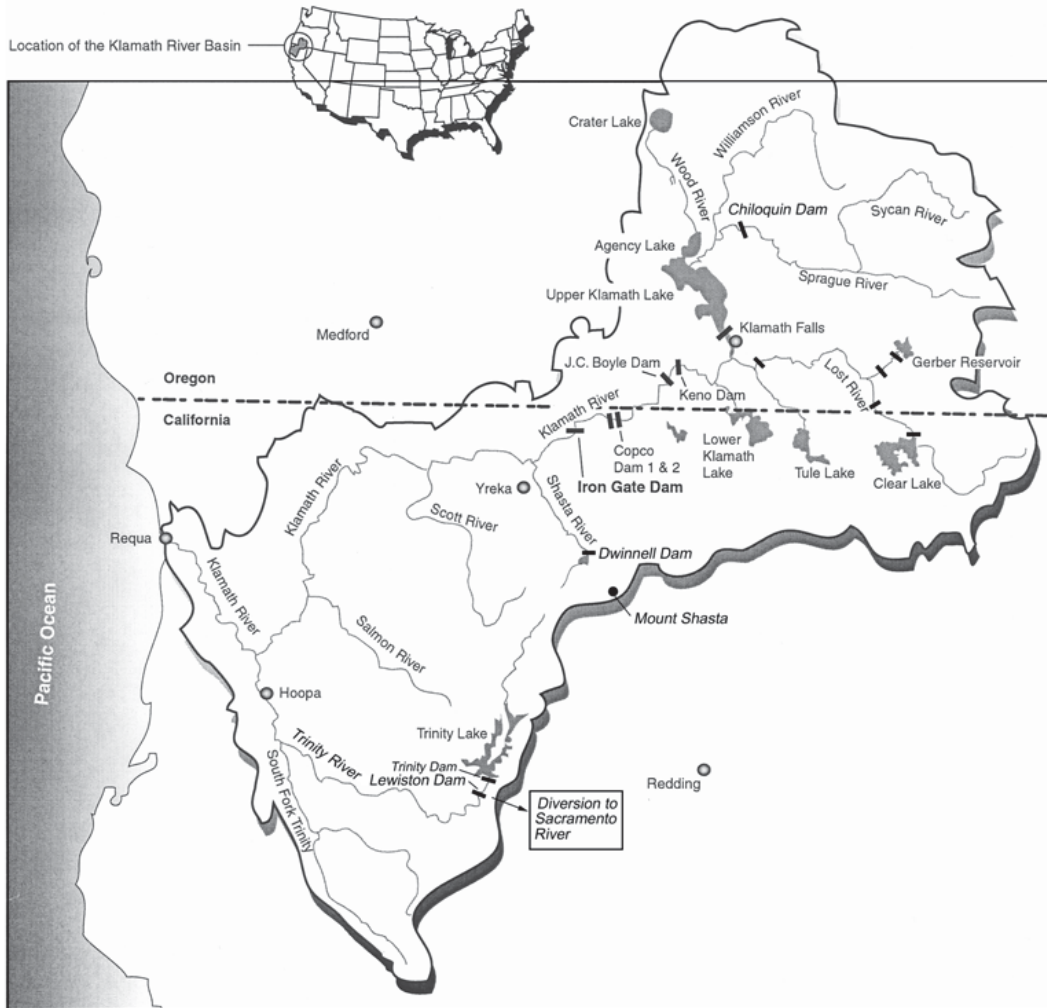 Location of the Klamath River Basin
Crater Lake
Williamson River
Wood River
Chiloquin Dam
Sycan River
Agency Lake
Sprague River
Upper Klamath Lake
Klamath Falls
Medford
J.C. Boyle Dam
Gerber Reservoir
Lost River
Oregon
Keno Dam
California
Klamath River
Copco
Dam 1 & 2
Lower
Klamath
Lake
Tule Lake
Clear Lake
Iron Gate Dam
Yreka
Klamath River
Shasta River
Scott River
Requa
Dwinnell Dam
Klamath River
Mount Shasta
Salmon River
Pacific Ocean
Hoopa
Trinity Lake
Trinity River
Trinity Dam
Lewiston Dam
Redding
South Fork Trinity
Diversion to
Sacramento
River